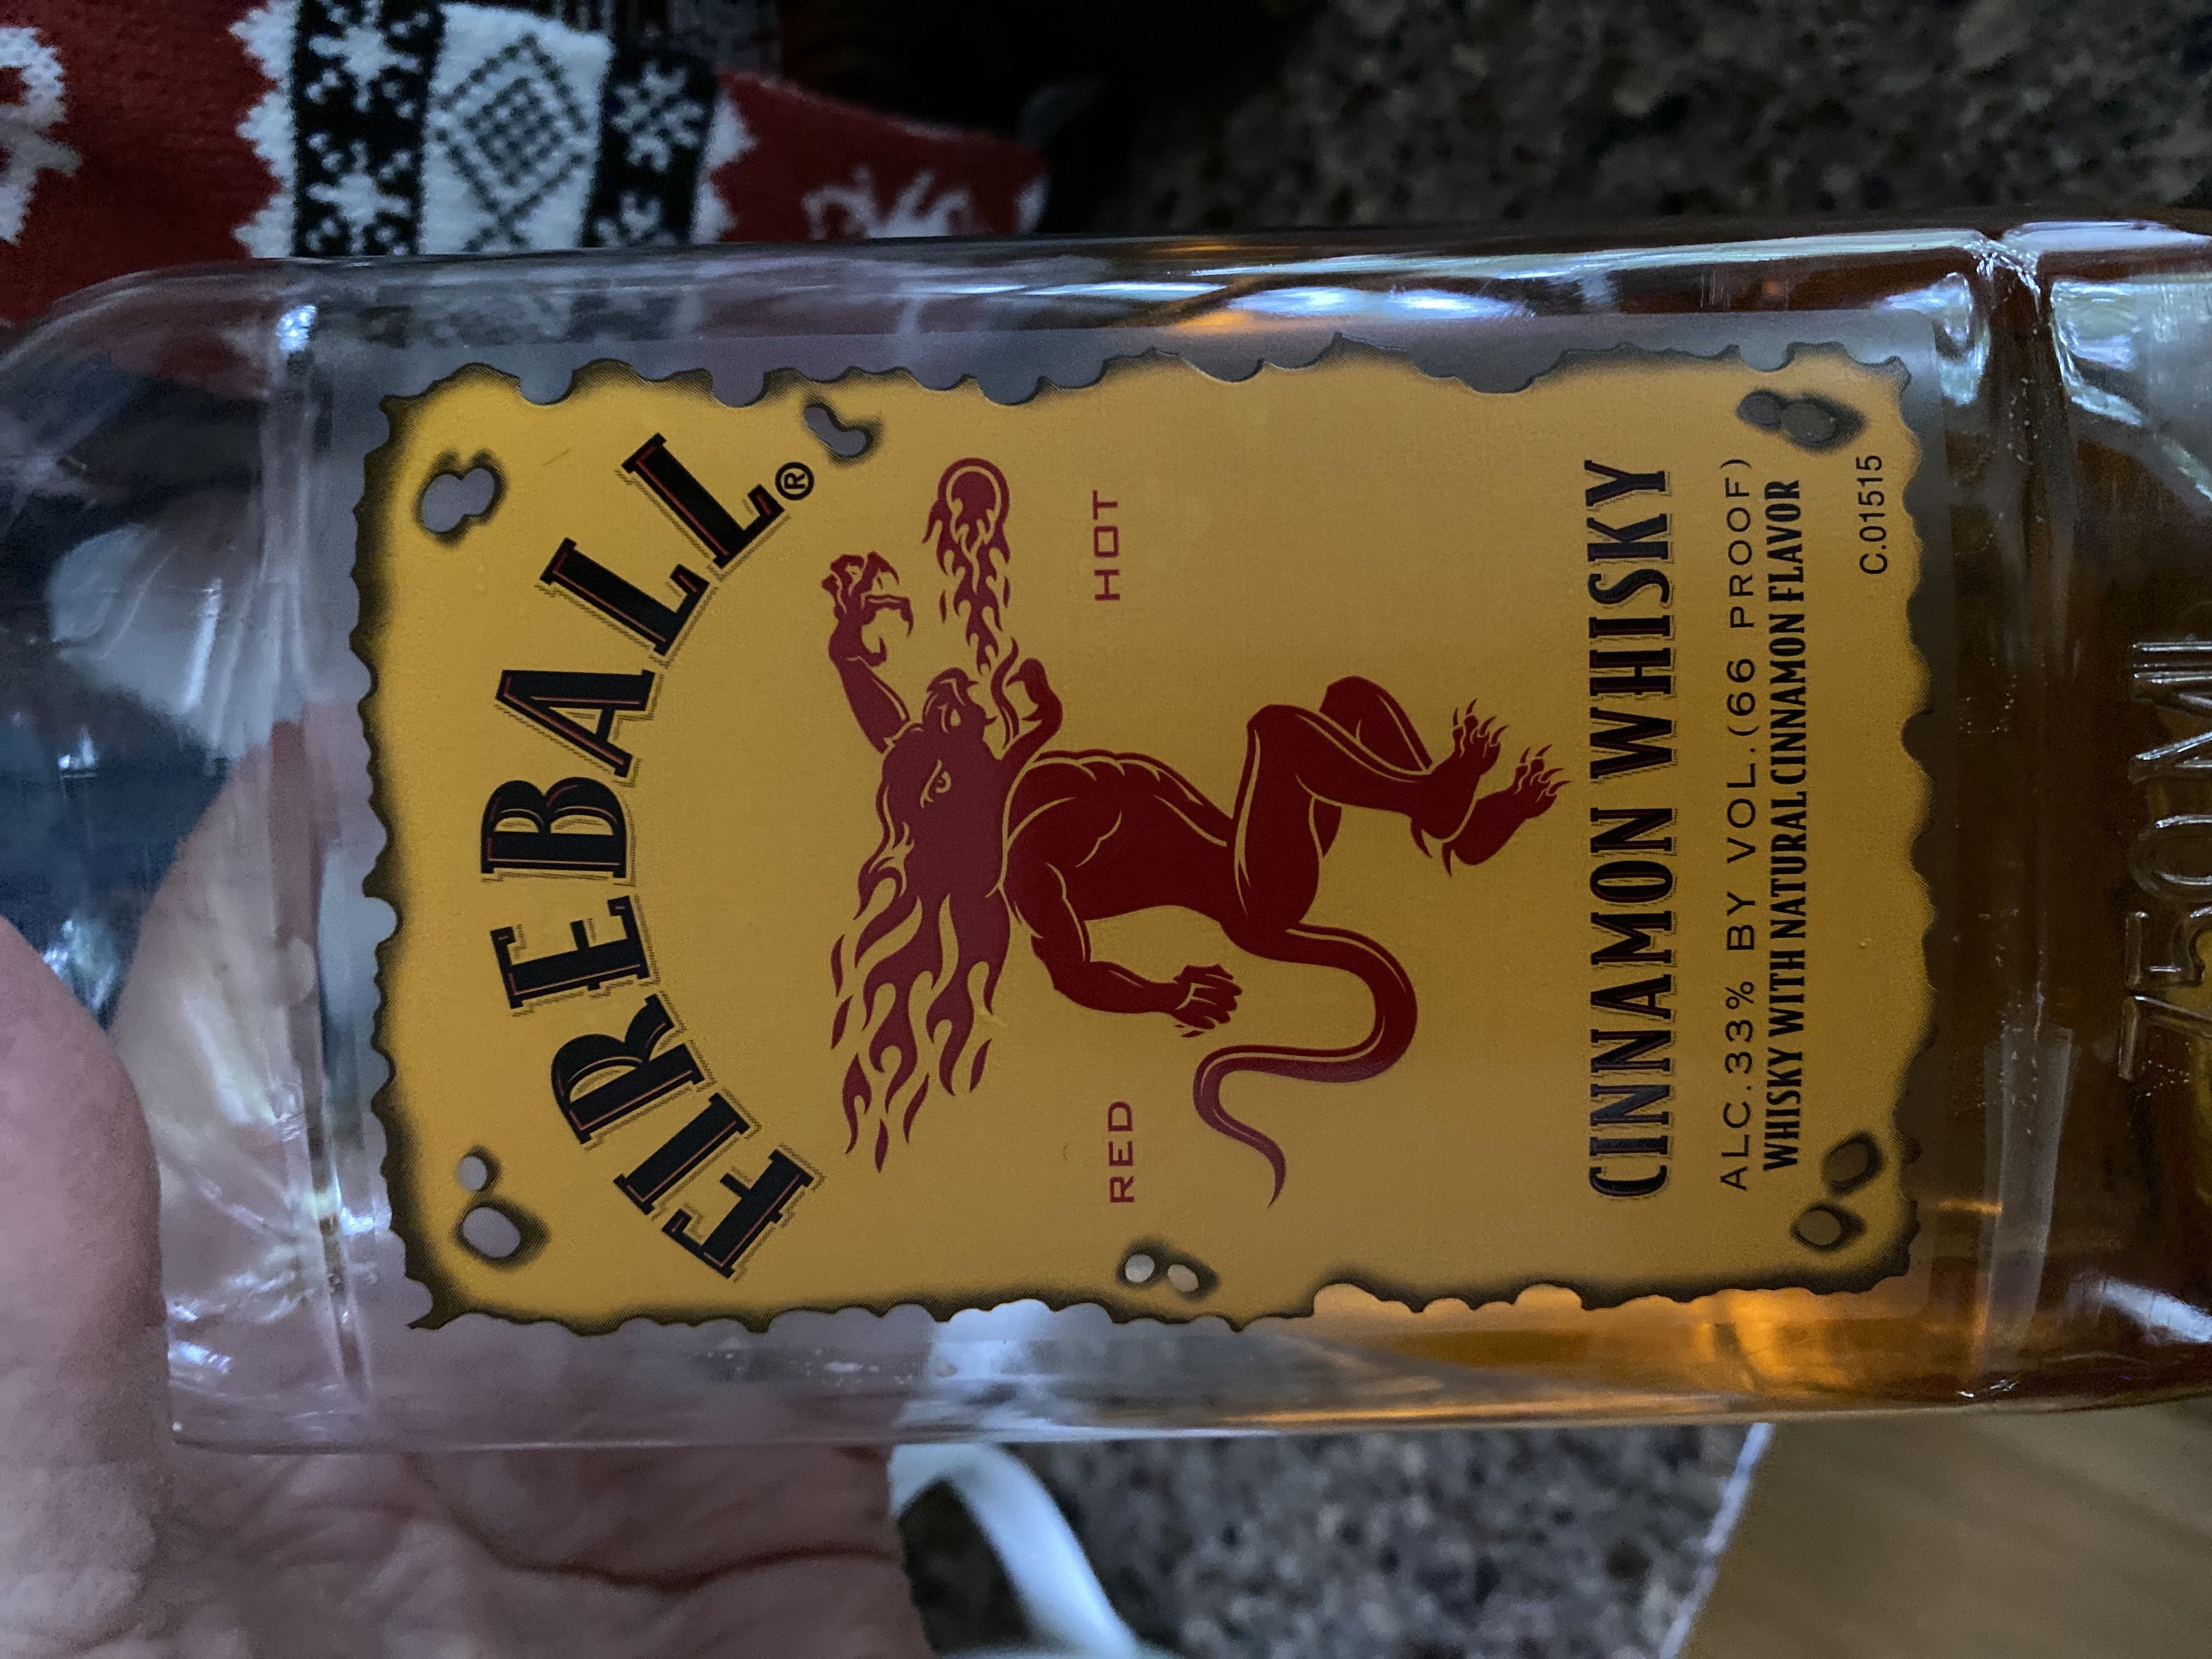 FIREBALL®
RED HOT
CINNAMON WHISKY
ALC.33% BY VOL.(66 PROOF)
WHISKY WITH NATURAL CINNAMON FLAVOR
C.01515
750ML